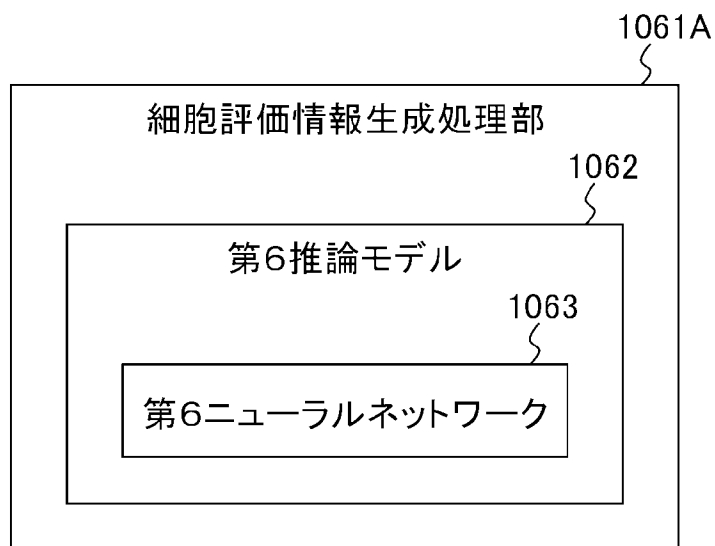 1061A
細胞評価情報生成処理部
1062
第６推論モデル
1063
第６ニューラルネットワーク